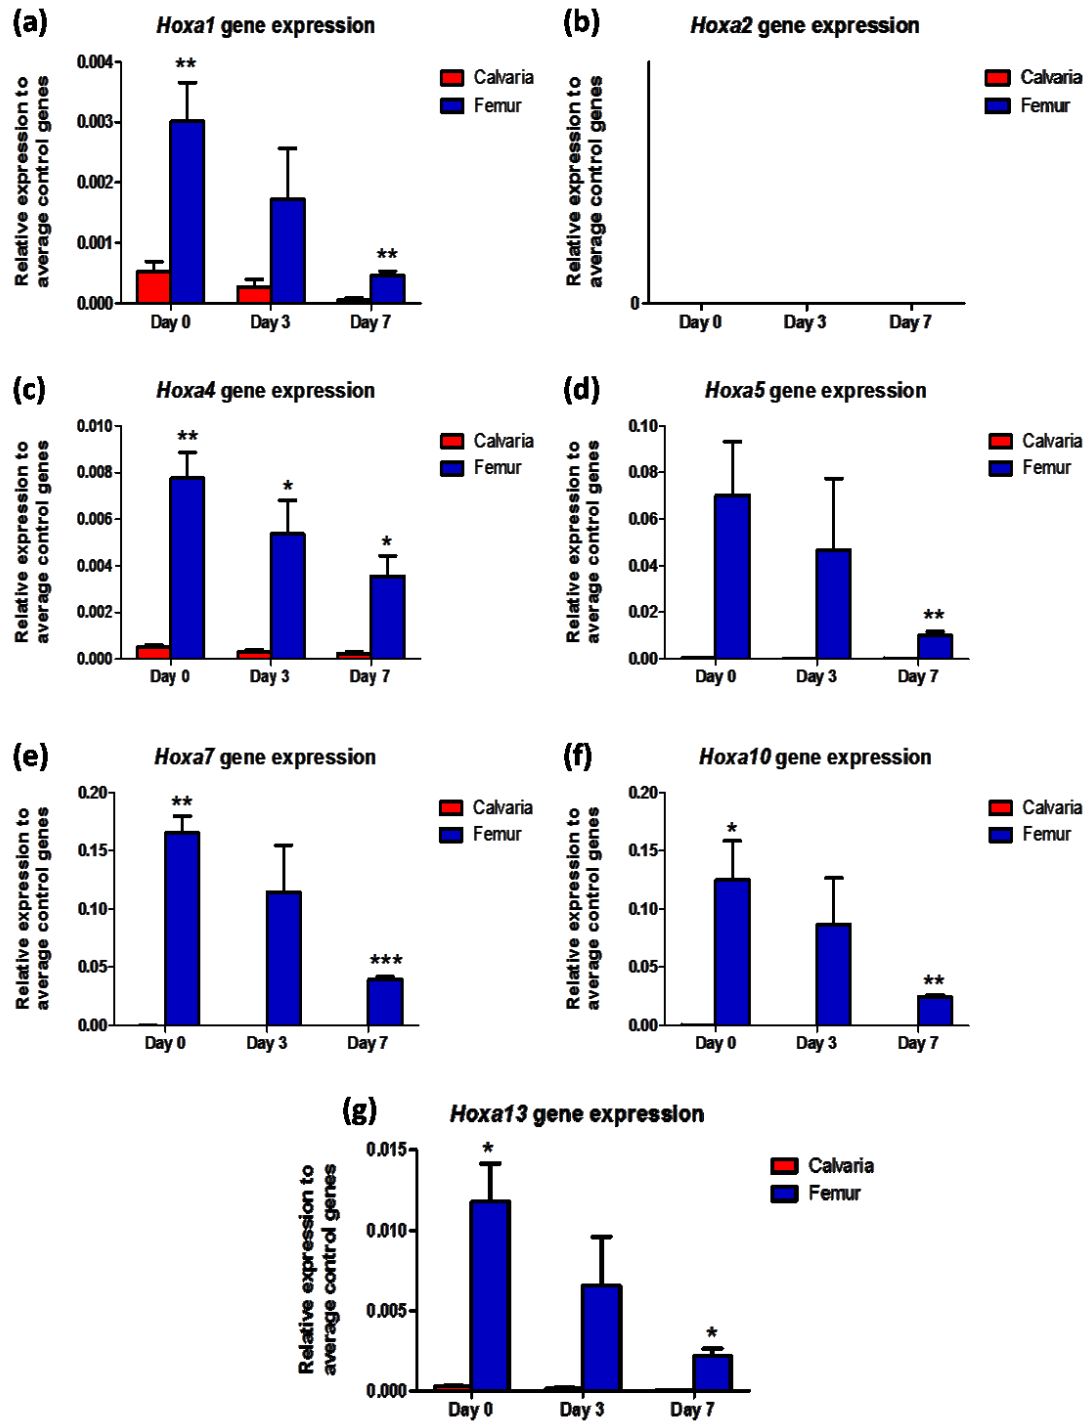 (a)
Hoxa1 gene expression
Relative expression to
average control genes
0.004
0.003
0.002
0.001
0.000
**
**
Day 0
Day 3
Day 7
Calvaria
Femur
(b)
Hoxa2 gene expression
Relative expression to
average control genes
0
Day 0
Day 3
Day 7
Calvaria
Femur
(c)
Hoxa4 gene expression
Relative expression to
average control genes
0.010
0.008
0.006
0.004
0.002
0.000
**
*
*
Day 0
Day 3
Day 7
Calvaria
Femur
(d)
Hoxa5 gene expression
Relative expression to
average control genes
0.10
0.08
0.06
0.04
0.02
0.00
**
Day 0
Day 3
Day 7
Calvaria
Femur
(e)
Hoxa7 gene expression
Relative expression to
average control genes
0.20
0.15
0.10
0.05
0.00
**
***
Day 0
Day 3
Day 7
Calvaria
Femur
(f)
Hoxa10 gene expression
Relative expression to
average control genes
0.20
0.15
0.10
0.05
0.00
*
**
Day 0
Day 3
Day 7
Calvaria
Femur
(g)
Hoxa13 gene expression
Relative expression to
average control genes
0.015
0.010
0.005
0.000
*
*
Day 0
Day 3
Day 7
Calvaria
Femur